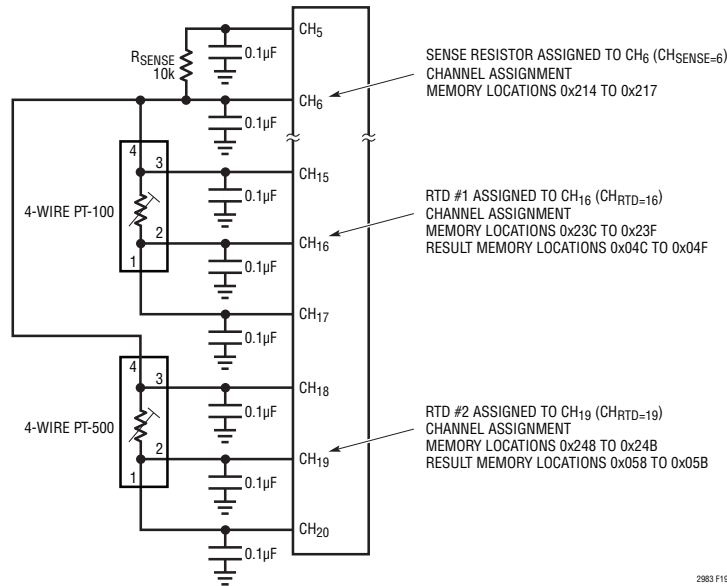 CH5
RSENSE
10k
0.1µF
SENSE RESISTOR ASSIGNED TO CH6 (CHSENSE=6)
CHANNEL ASSIGNMENT
MEMORY LOCATIONS 0x214 TO 0x217
CH6
0.1µF
4
3
CH15
0.1µF
4-WIRE PT-100
RTD #1 ASSIGNED TO CH16 (CHRTD=16)
CHANNEL ASSIGNMENT
MEMORY LOCATIONS 0x23C TO 0x23F
RESULT MEMORY LOCATIONS 0x04C TO 0x04F
2
CH16
1
0.1µF
CH17
0.1µF
4
3
CH18
0.1µF
4-WIRE PT-500
RTD #2 ASSIGNED TO CH19 (CHRTD=19)
CHANNEL ASSIGNMENT
MEMORY LOCATIONS 0x248 TO 0x24B
RESULT MEMORY LOCATIONS 0x058 TO 0x05B
2
CH19
1
0.1µF
CH20
0.1µF
2983 F19